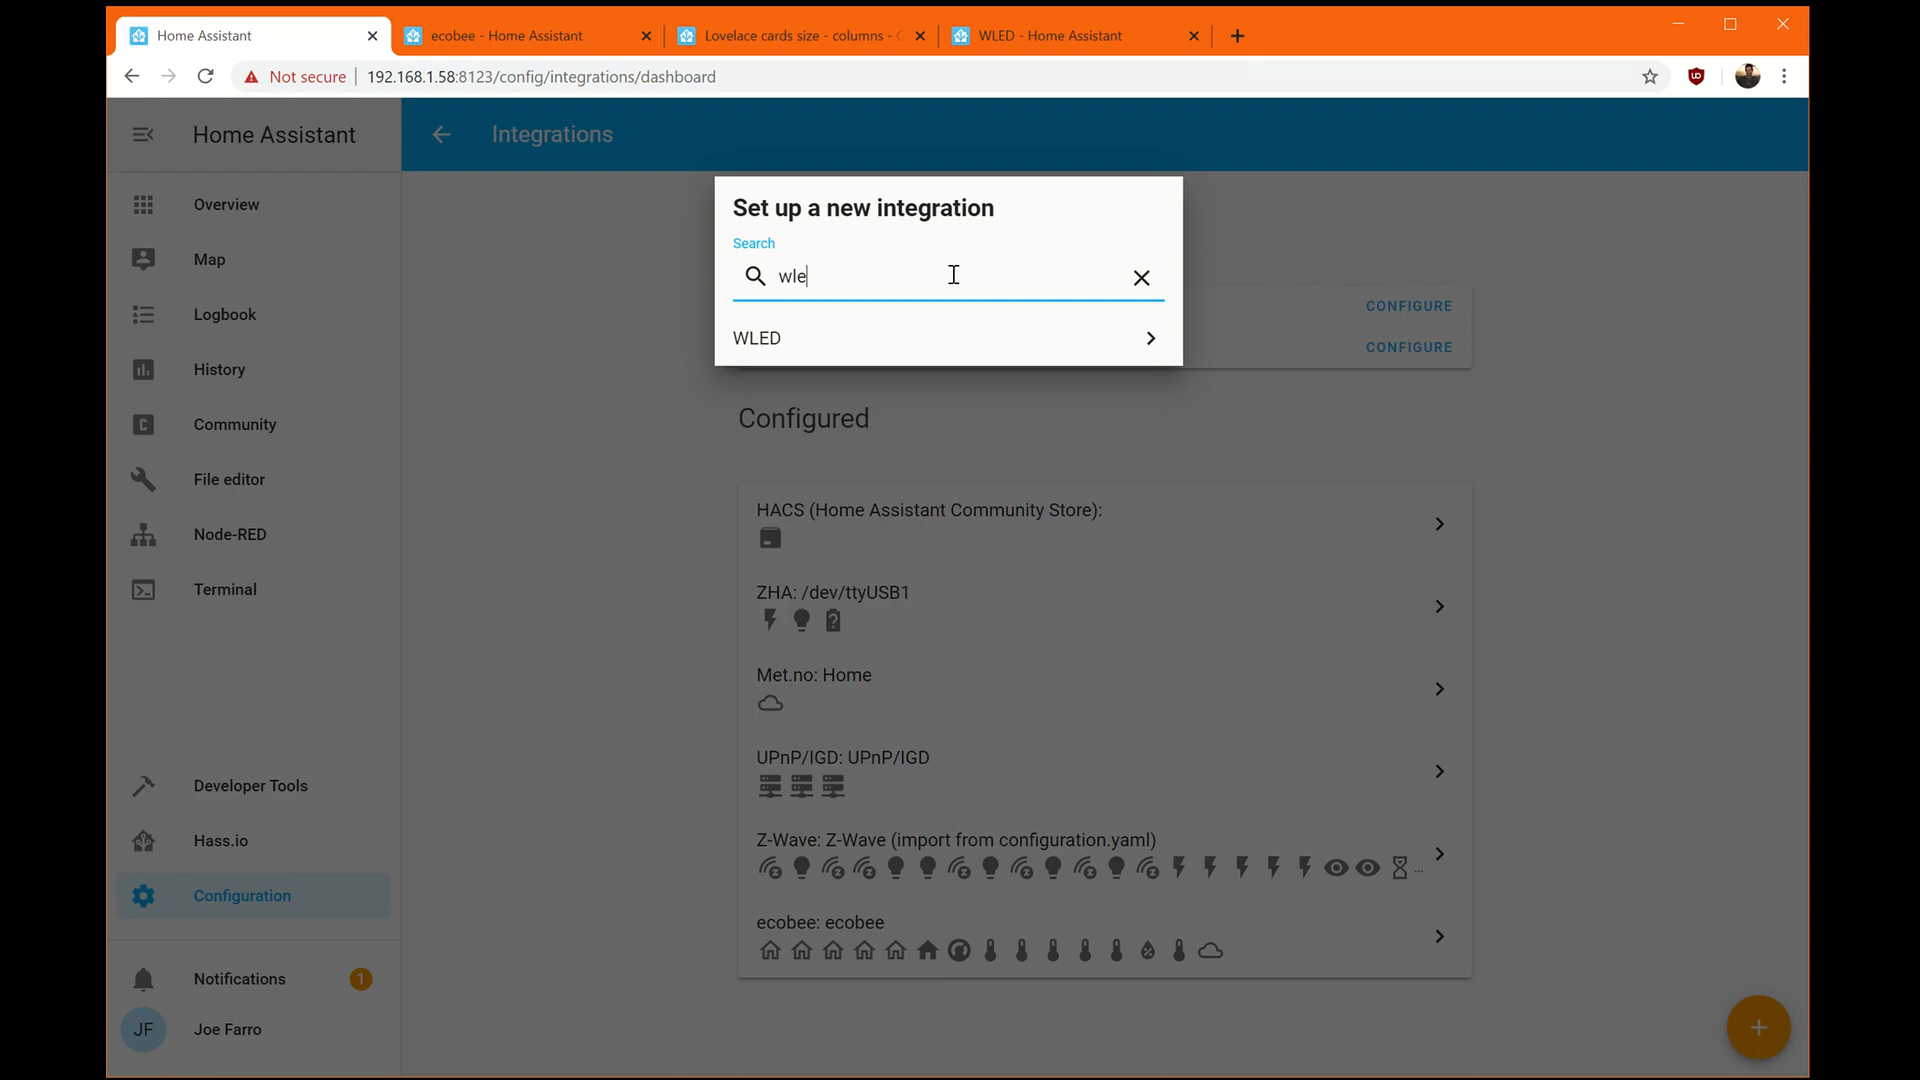 Home Assistant
ecobee - Home Assistant
Lovelace cards size - columns -
WLED - Home Assistant
Not secure
192.168.1.58:8123/config/integrations/dashboard
Home Assistant
Integrations
Overview
Map
Logbook
History
Community
File editor
Node-RED
Terminal
Developer Tools
Hass.io
Configuration
Notifications
1
JF
Joe Farro
Set up a new integration
Search
wle
WLED
CONFIGURE
CONFIGURE
Configured
HACS (Home Assistant Community Store):
ZHA: /dev/ttyUSB1
Met.no: Home
UPnP/IGD: UPnP/IGD
Z-Wave: Z-Wave (import from configuration.yaml)
...
ecobee: ecobee